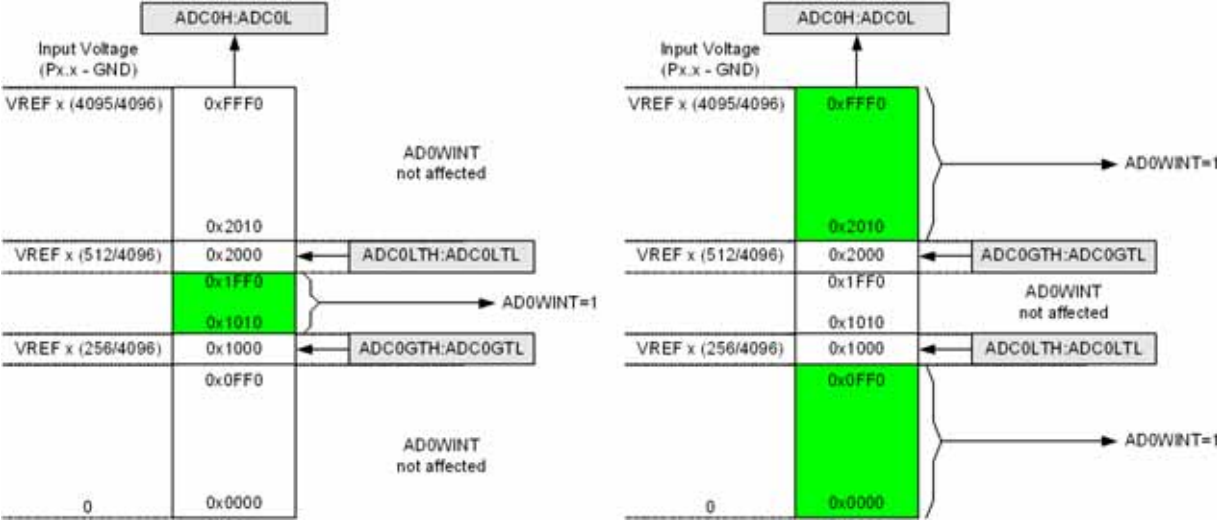 ADC0H:ADC0L
Input Voltage
(Px.x - GND)
VREF x (4095/4096)
0xFFF0
AD0WINT
not affected
0x2010
VREF x (512/4096)
0x2000
ADC0LTH:ADC0LTL
0x1FF0
AD0WINT=1
0x1010
VREF x (256/4096)
0x1000
ADC0GTH:ADC0GTL
0x0FF0
AD0WINT
not affected
0
0x0000
ADC0H:ADC0L
Input Voltage
(Px.x - GND)
VREF x (4095/4096)
0xFFF0
AD0WINT=1
0x2010
VREF x (512/4096)
0x2000
ADC0GTH:ADC0GTL
0x1FF0
AD0WINT
not affected
0x1010
VREF x (256/4096)
0x1000
ADC0LTH:ADC0LTL
0x0FF0
AD0WINT=1
0
0x0000